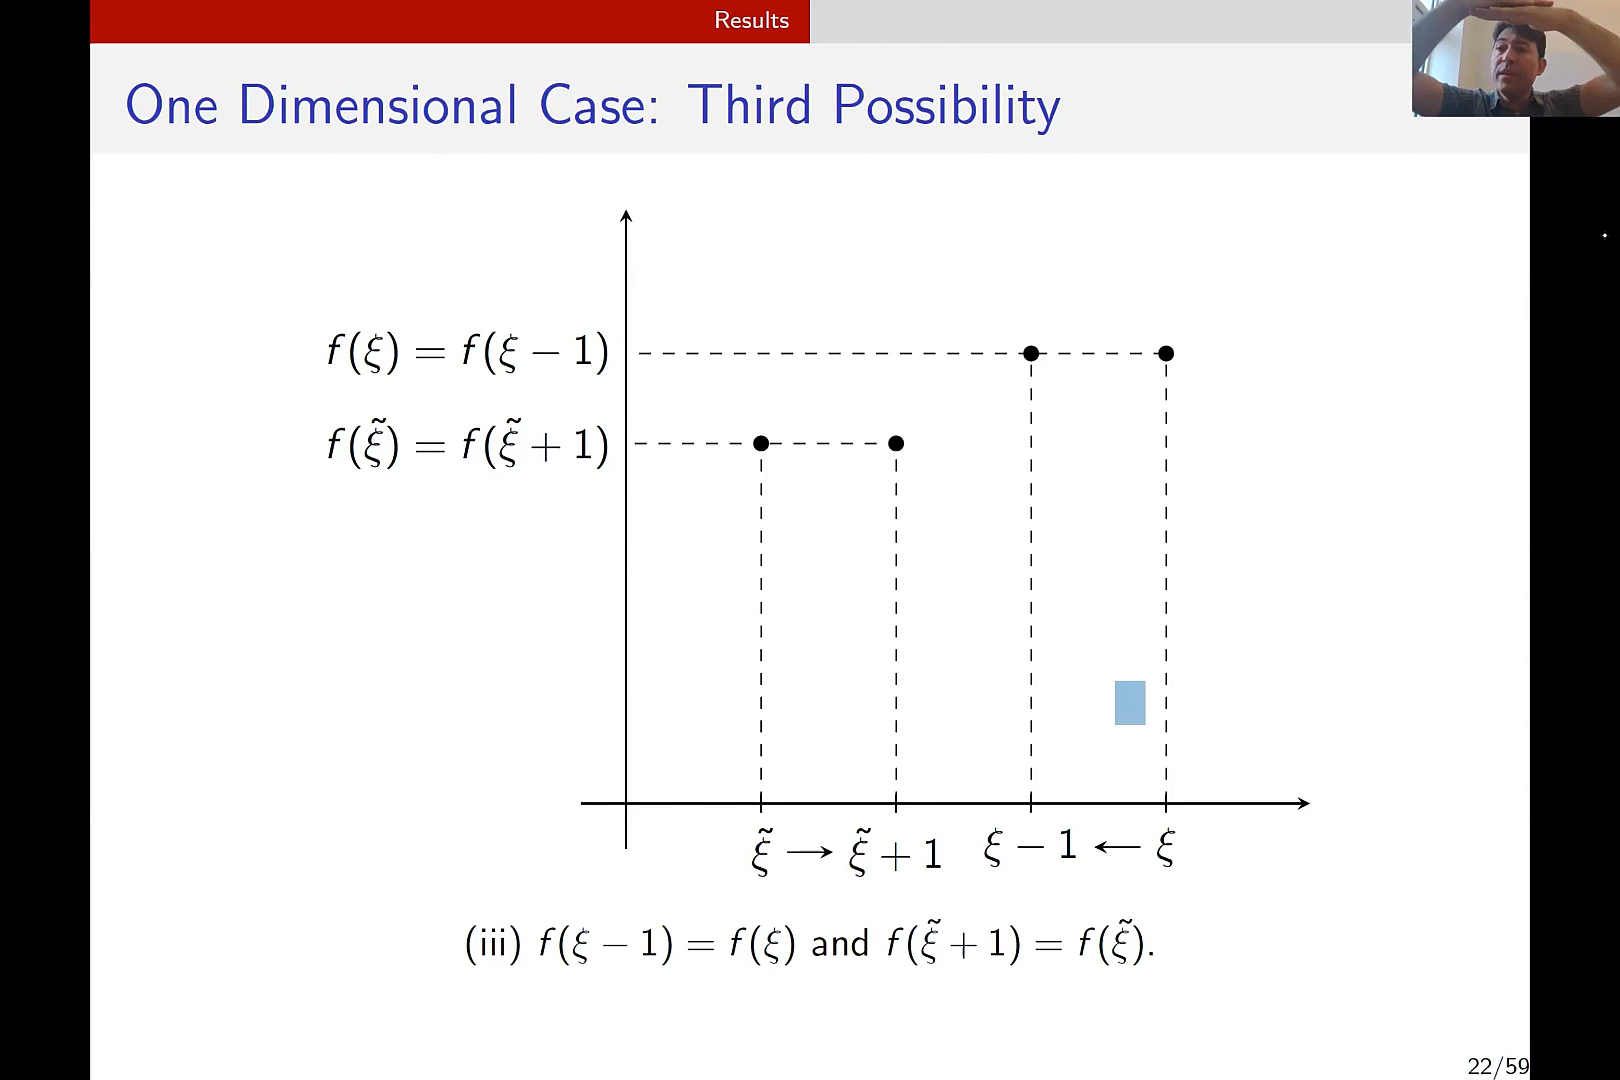 Results
One Dimensional Case: Third Possibility
f(ξ) = f(ξ − 1)
f(ξ̃) = f(ξ̃ + 1)
ξ̃ ⟶ ξ̃ + 1 ξ − 1 ⟵ ξ
(iii) f(ξ − 1) = f(ξ) and f(ξ̃ + 1) = f(ξ̃).
22/59